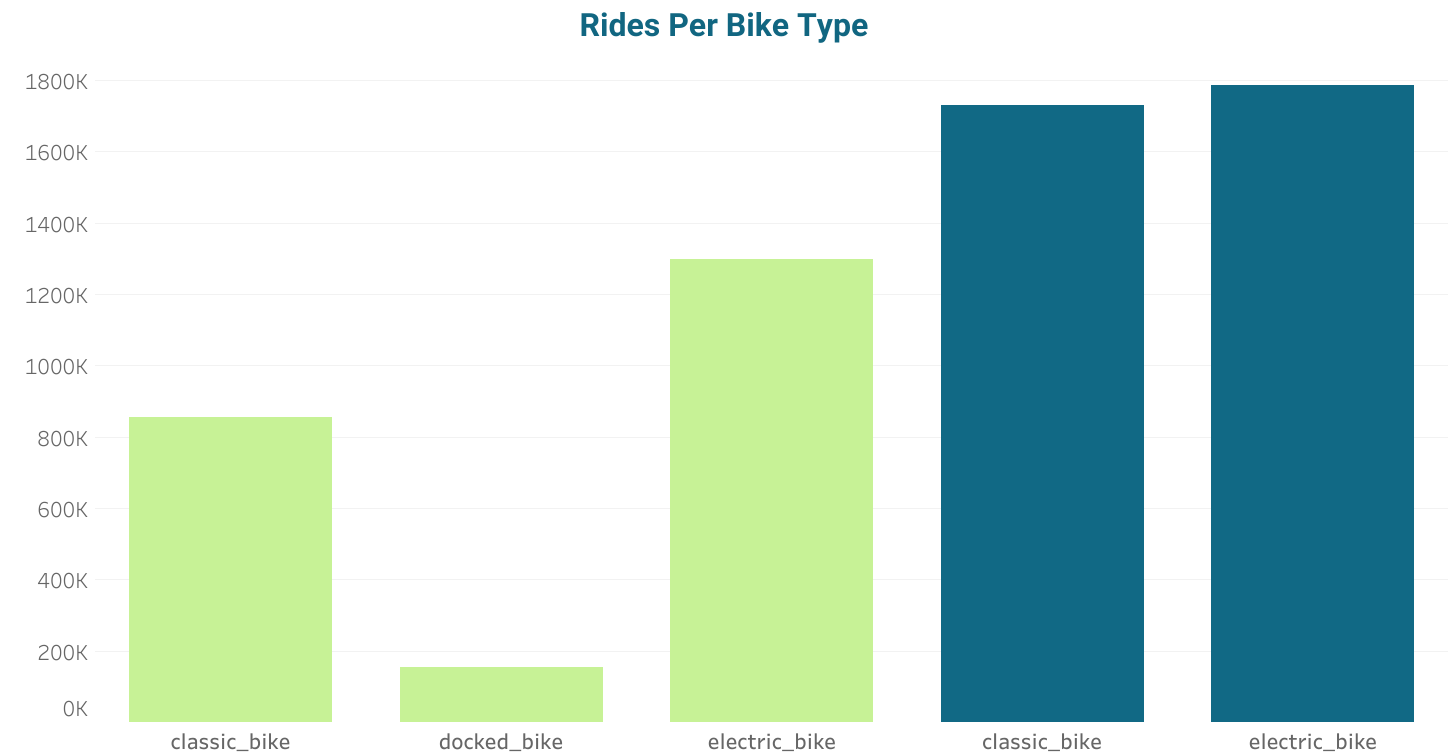 Rides Per Bike Type
1800K
1600K
1400K
1200K
1000K
800K
600K
400K
200K
0K
classic_bike docked_bike electric_bike classic_bike electric_bike